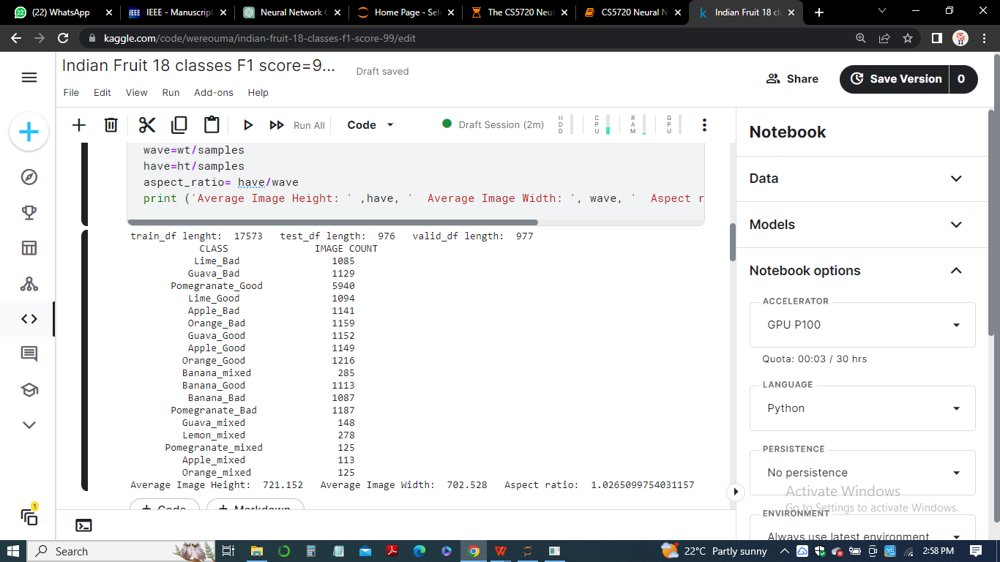 (22) WhatsApp
IEEE IEEE - Manuscript
Neural Network
Home Page - Sel
The CS5720 Neu
CS5720 Neural N
Indian Fruit 18 cl
kaggle.com/code/wereouma/indian-fruit-18-classes-f1-score-99/edit
Indian Fruit 18 classes F1 score=9...
Draft saved
File Edit View Run Add-ons Help
Share
Save Version 0
Run All
Code
Draft Session (2m)
HDD
CPU
RAM
GPU
wave=wt/samples
have=ht/samples
aspect_ratio= have/wave
print ('Average Image Height: ' ,have, '  Average Image Width: ', wave, '  Aspect r
train_df lenght:  17573   test_df length:  976   valid_df length:  977
CLASS IMAGE COUNT
Lime_Bad 1085
Guava_Bad 1129
Pomegranate_Good 5940
Lime_Good 1094
Apple_Bad 1141
Orange_Bad 1159
Guava_Good 1152
Apple_Good 1149
Orange_Good 1216
Banana_mixed 285
Banana_Good 1113
Banana_Bad 1087
Pomegranate_Bad 1187
Guava_mixed 148
Lemon_mixed 278
Pomegranate_mixed 125
Apple_mixed 113
Orange_mixed 125
Average Image Height:  721.152   Average Image Width:  702.528   Aspect ratio:  1.0265099754031157
+ Code + Markdown
Notebook
Data
Models
Notebook options
ACCELERATOR
GPU P100
Quota: 00:03 / 30 hrs
LANGUAGE
Python
PERSISTENCE
No persistence
Activate Windows
Go to Settings to activate Windows.
ENVIRONMENT
Always use latest environment
1
Search
22°C Partly sunny
2:58 PM